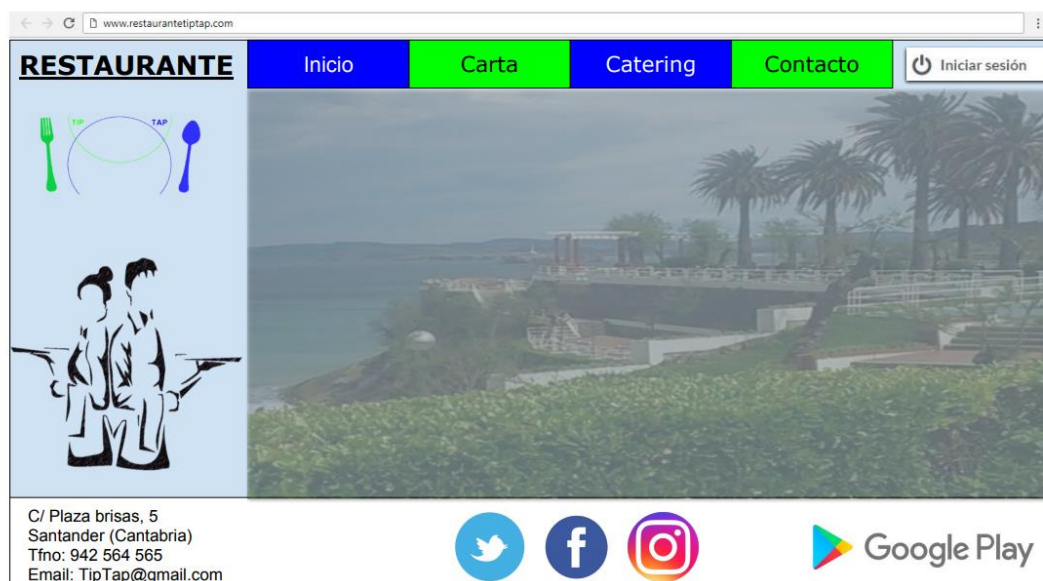 www.restaurantetiptap.com
RESTAURANTE
Inicio
Carta
Catering
Contacto
Iniciar sesión
TIP
TAP
C/ Plaza brisas, 5
Santander (Cantabria)
Tfno: 942 564 565
Email: TipTap@gmail.com
Google Play